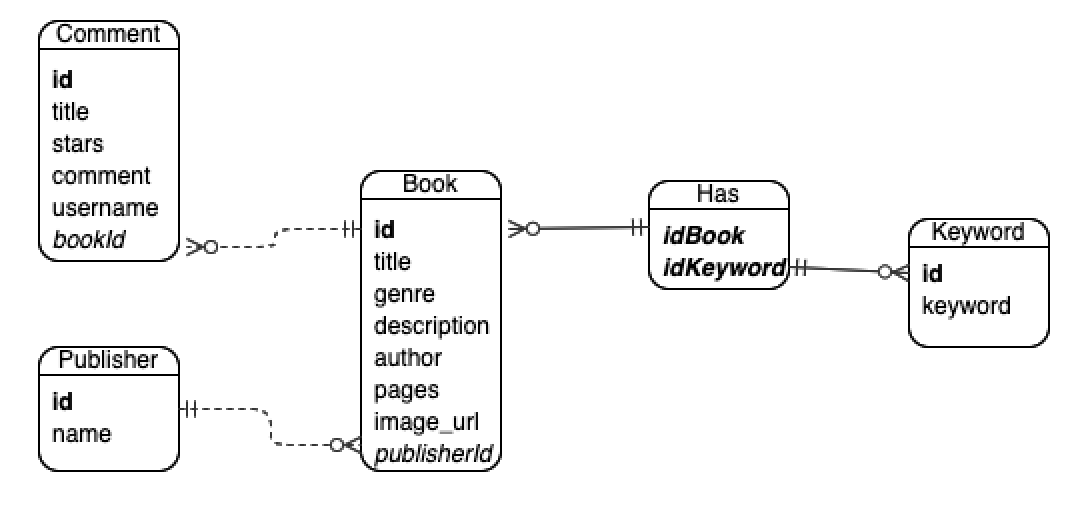 Comment
id
title
stars
comment
username
bookId
Publisher
id
name
Book
id
title
genre
description
author
pages
image_url
publisherId
Has
idBook
idKeyword
Keyword
id
keyword